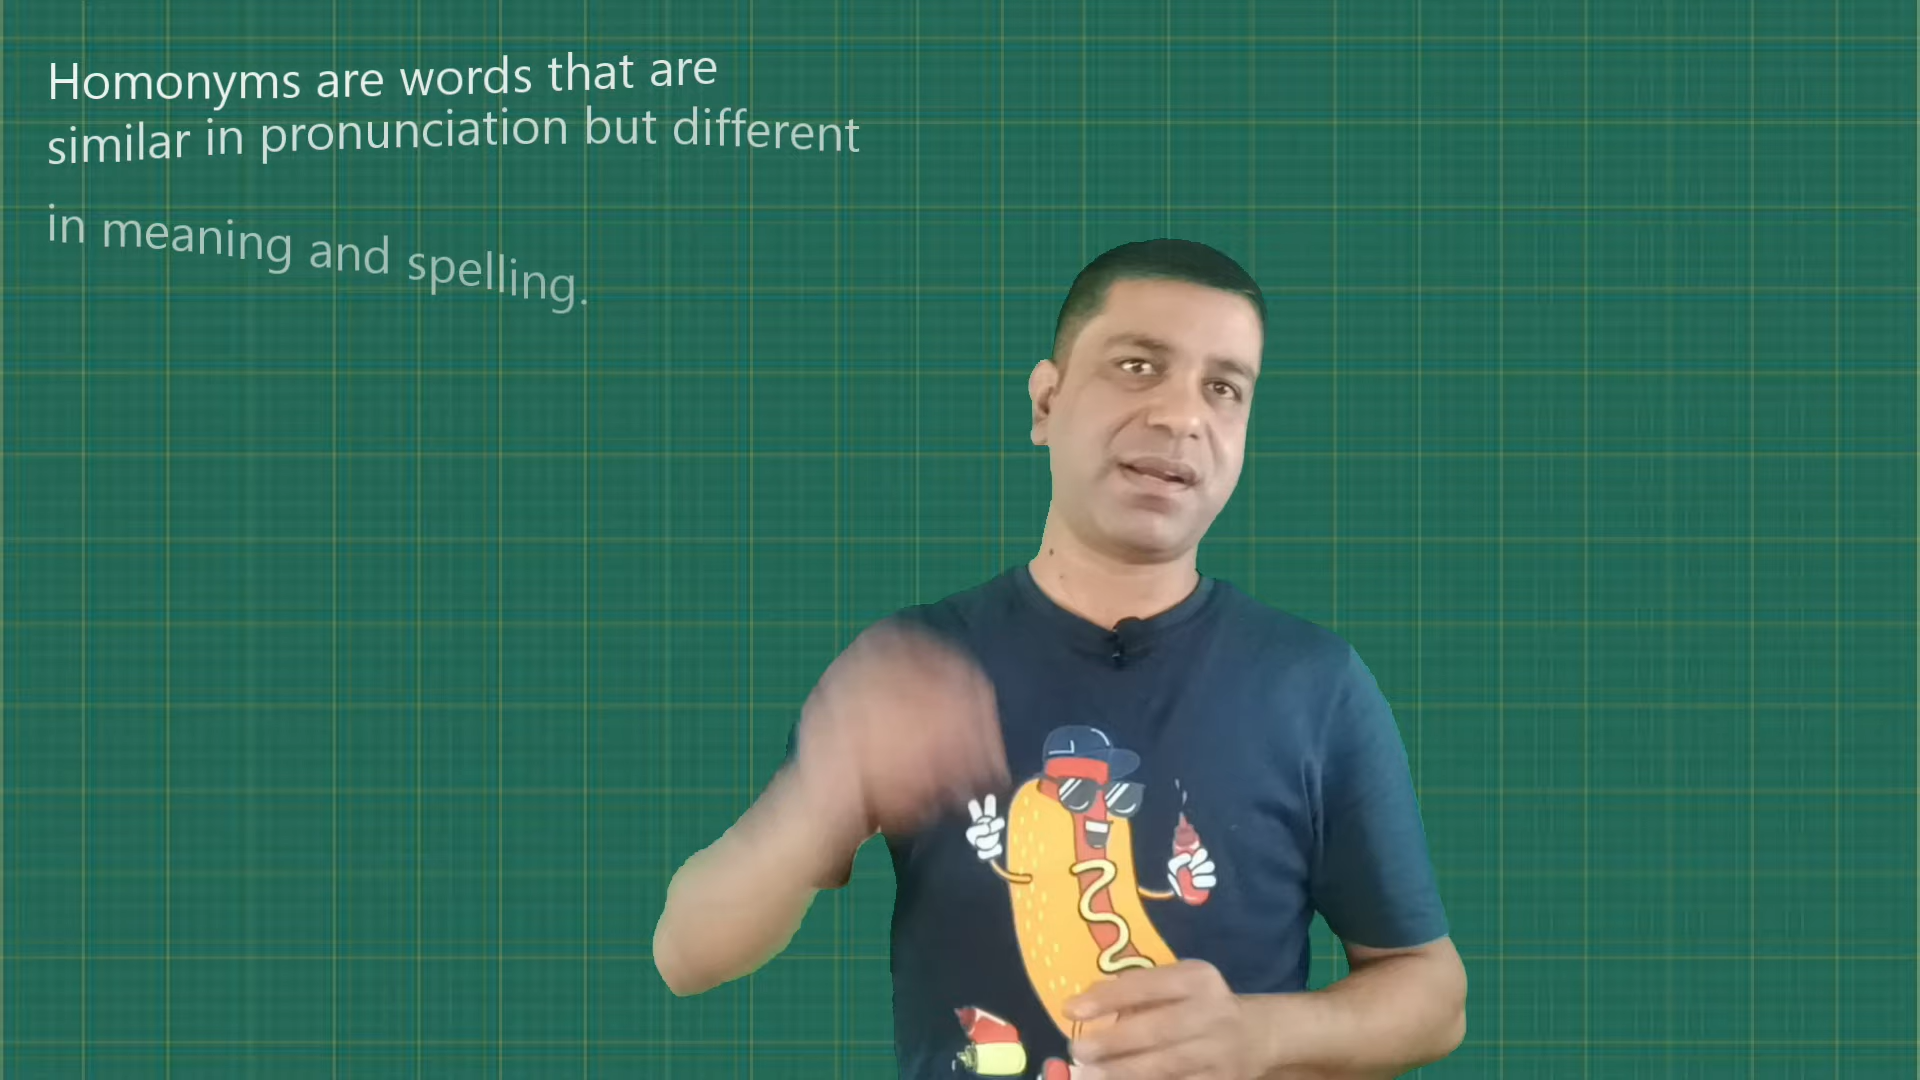 Homonyms are words that are
similar in pronunciation but different
in meaning and spelling.